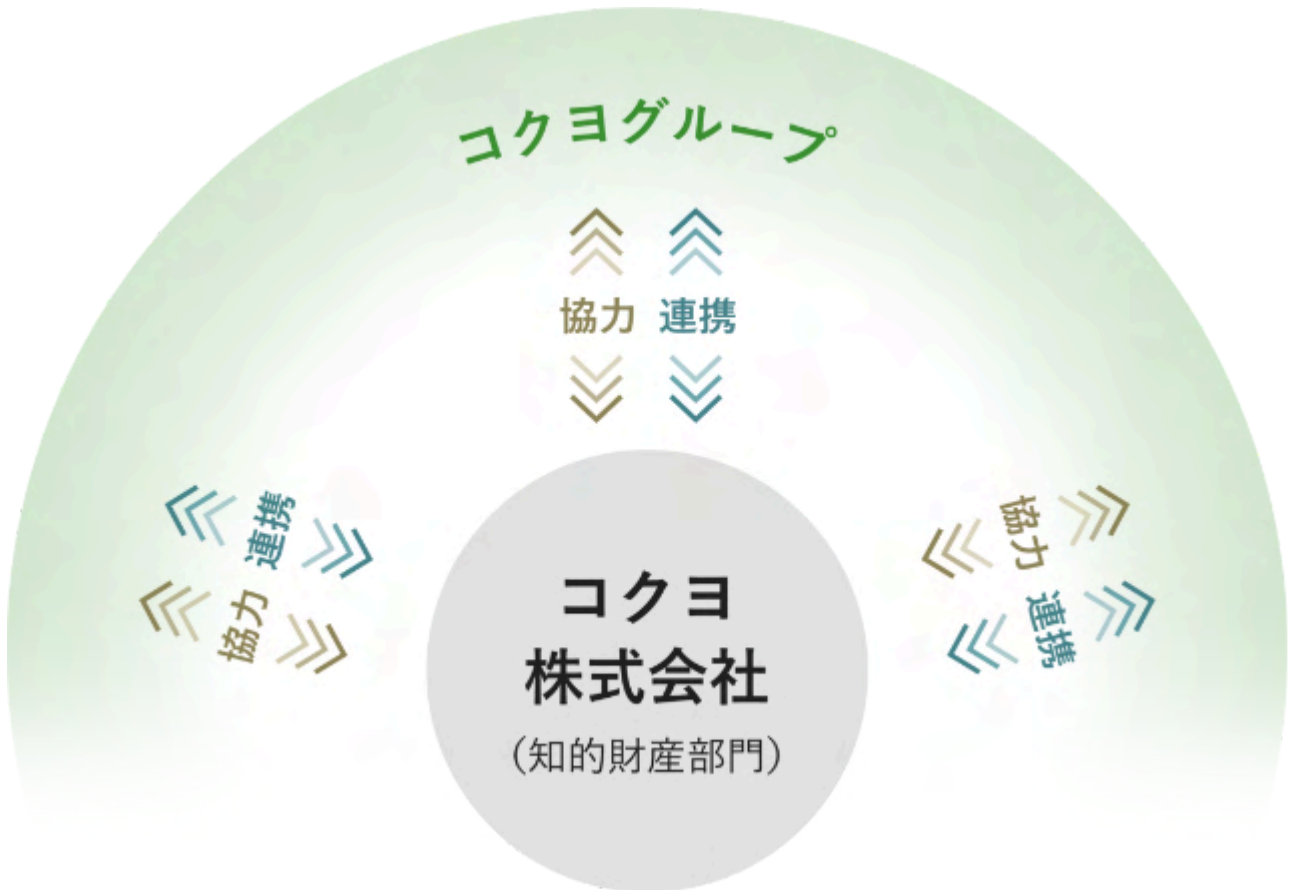 コクヨグループ
協力 連携
連携
協力
協力
連携
コクヨ
株式会社
（知的財産部門）